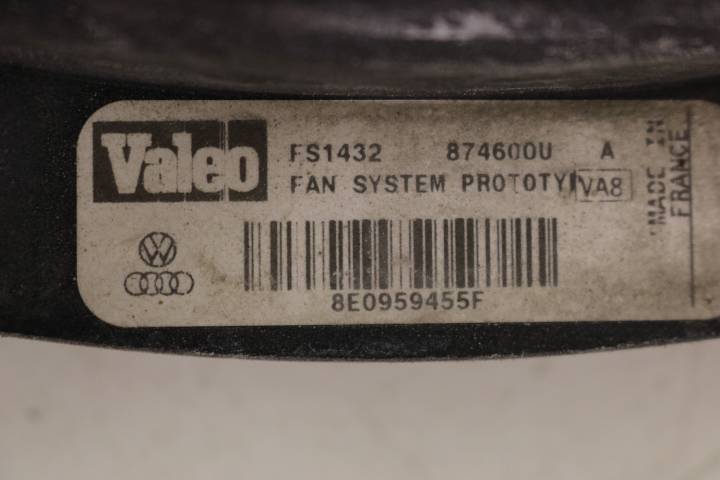 Valeo
FS1432 874600U A
FAN SYSTEM PROTOTY VA8
8E0959455F
MADE IN
FRANCE